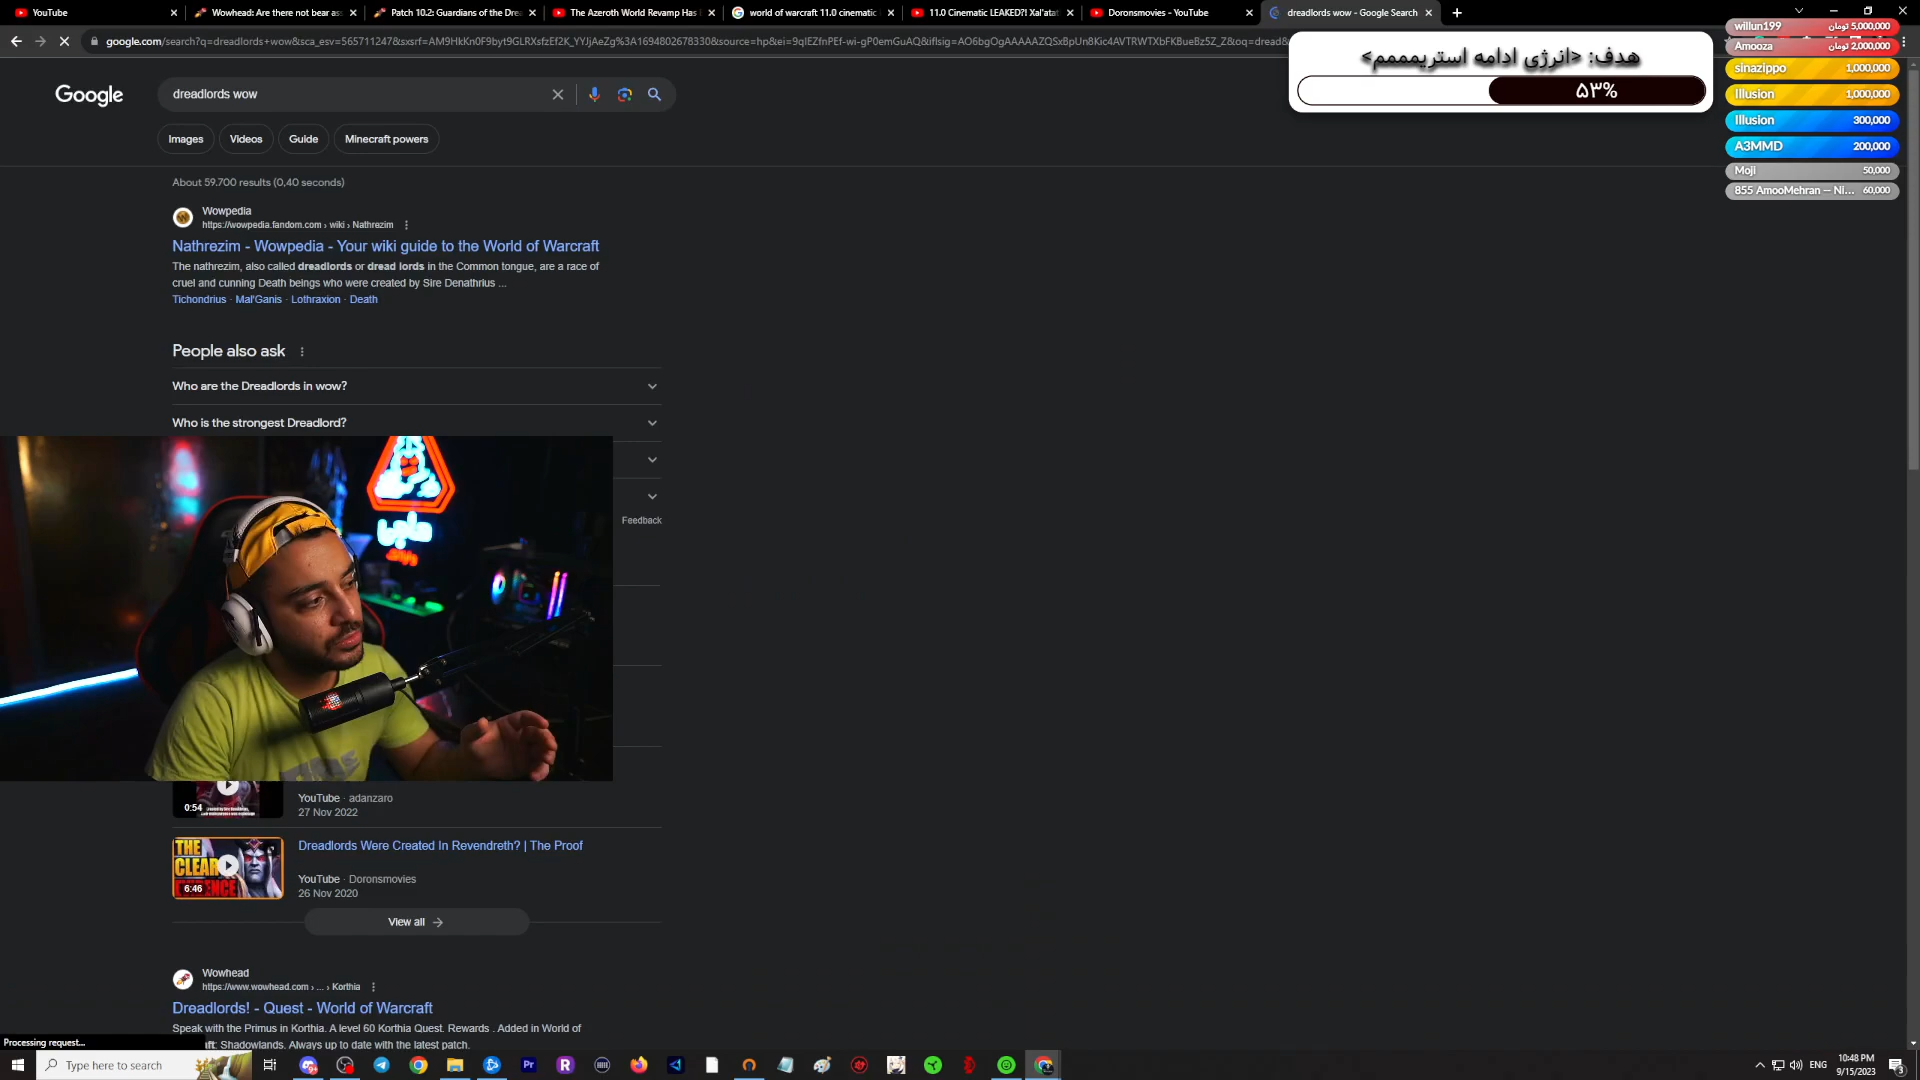 YouTube
Wowhead: Are there not bear as
Patch 10.2: Guardians of the Dre
The Azeroth World Revamp Has
world of warcraft 11.0 cinematic
11.0 Cinematic LEAKED?! Xal'atat
Doronsmovies - YouTube
dreadlords wow - Google Search
هدف: <انرژی ادامه استریمممم>
۵۳%
willun199 5,000,000 تومان
Amooza 2,000,000 تومان
sinazippo 1,000,000
Illusion 1,000,000
Illusion 300,000
A3MMD 200,000
Moji 50,000
855 AmooMehran – Ni... 60,000
Google
dreadlords wow
Images
Videos
Guide
Minecraft powers
About 59.700 results (0,40 seconds)
Wowpedia
https://wowpedia.fandom.com › wiki › Nathrezim
Nathrezim - Wowpedia - Your wiki guide to the World of Warcraft
The nathrezim, also called dreadlords or dread lords in the Common tongue, are a race of
cruel and cunning Death beings who were created by Sire Denathrius ...
Tichondrius · Mal'Ganis · Lothraxion · Death
People also ask
Who are the Dreadlords in wow?
Who is the strongest Dreadlord?
Feedback
0:54
YouTube · adanzaro
27 Nov 2022
THE
CLEAR
6:46
Dreadlords Were Created In Revendreth? | The Proof
YouTube · Doronsmovies
26 Nov 2020
View all
Wowhead
https://www.wowhead.com › ... › Korthia
Dreadlords! - Quest - World of Warcraft
Speak with the Primus in Korthia. A level 60 Korthia Quest. Rewards . Added in World of
aft: Shadowlands. Always up to date with the latest patch.
Processing request...
Type here to search
ENG
10:48 PM
9/15/2023